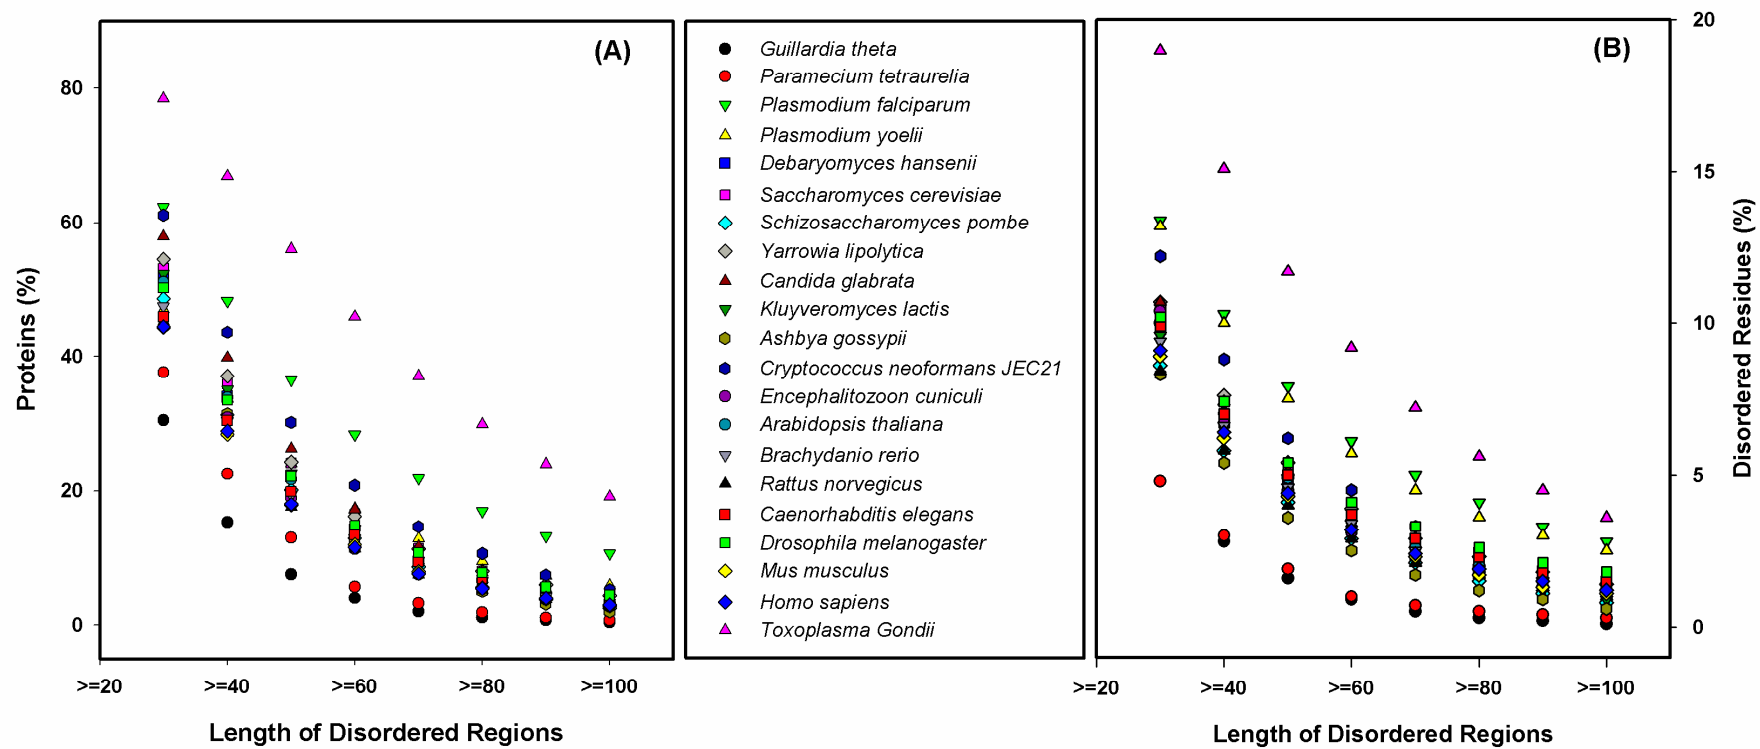 (A)
80
60
40
20
0
Proteins (%)
>=20 >=40 >=60 >=80 >=100
Length of Disordered Regions
Guillardia theta
Paramecium tetraurelia
Plasmodium falciparum
Plasmodium yoelii
Debaryomyces hansenii
Saccharomyces cerevisiae
Schizosaccharomyces pombe
Yarrowia lipolytica
Candida glabrata
Kluyveromyces lactis
Ashbya gossypii
Cryptococcus neoformans JEC21
Encephalitozoon cuniculi
Arabidopsis thaliana
Brachydanio rerio
Rattus norvegicus
Caenorhabditis elegans
Drosophila melanogaster
Mus musculus
Homo sapiens
Toxoplasma Gondii
(B)
20
15
10
5
0
Disordered Residues (%)
>=20 >=40 >=60 >=80 >=100
Length of Disordered Regions